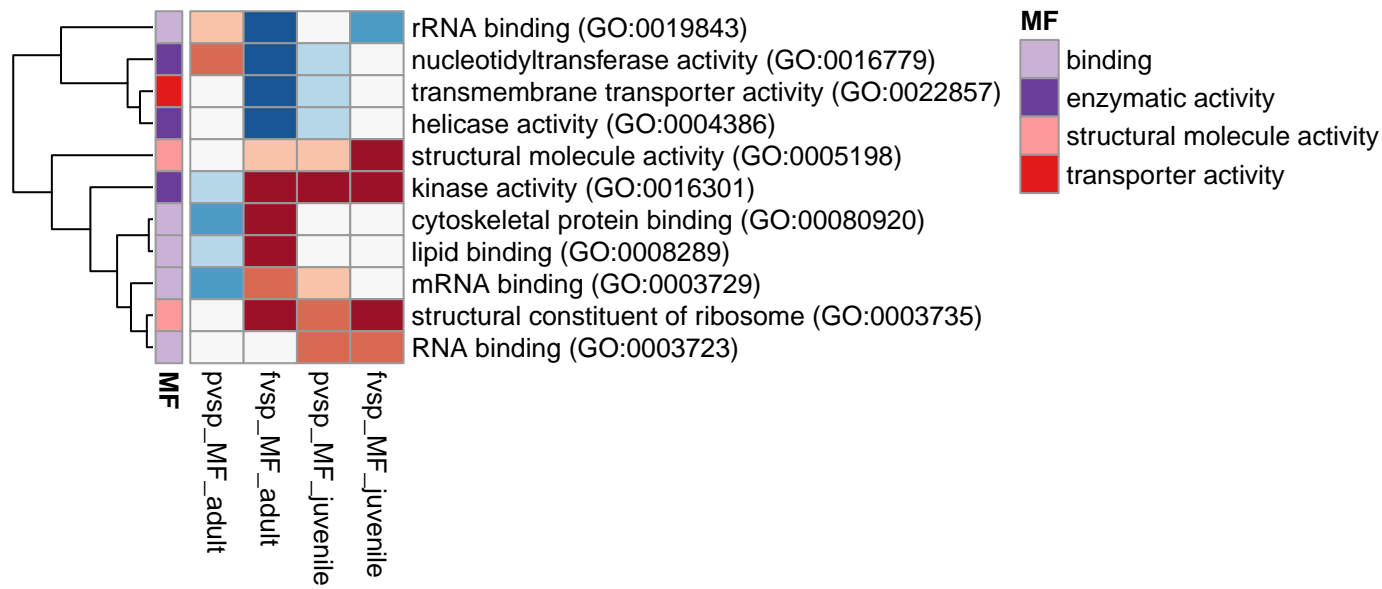 rRNA binding (GO:0019843)
nucleotidyltransferase activity (GO:0016779)
transmembrane transporter activity (GO:0022857)
helicase activity (GO:0004386)
structural molecule activity (GO:0005198)
kinase activity (GO:0016301)
cytoskeletal protein binding (GO:00080920)
lipid binding (GO:0008289)
mRNA binding (GO:0003729)
structural constituent of ribosome (GO:0003735)
RNA binding (GO:0003723)
MF
pvsp_MF_adult
fvsp_MF_adult
pvsp_MF_juvenile
fvsp_MF_juvenile
MF
binding
enzymatic activity
structural molecule activity
transporter activity